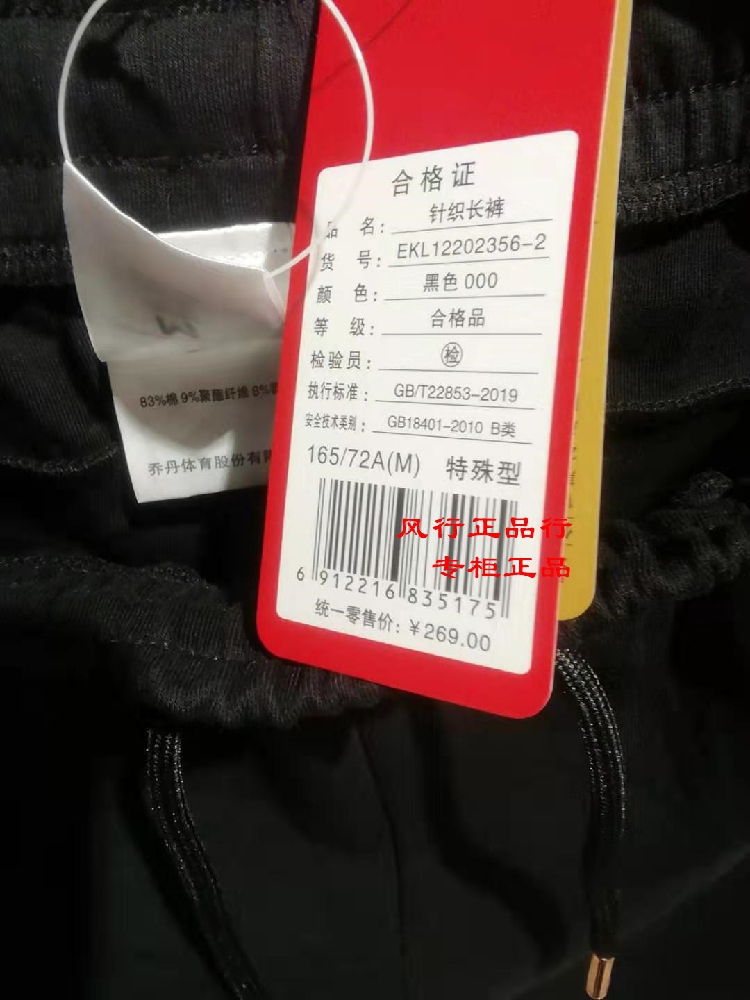 合格证
品 名: 针织长裤
货 号: EKL12202356-2
颜 色: 黑色 000
等 级: 合格品
检验员: 检
执行标准: GB/T22853-2019
安全技术类别: GB18401-2010 B类
165/72A(M) 特殊型
6 912216 835175
统一零售价: ¥269.00
风行正品行
专柜正品
M
83%棉 9%聚酯纤维 8%
乔丹体育股份有